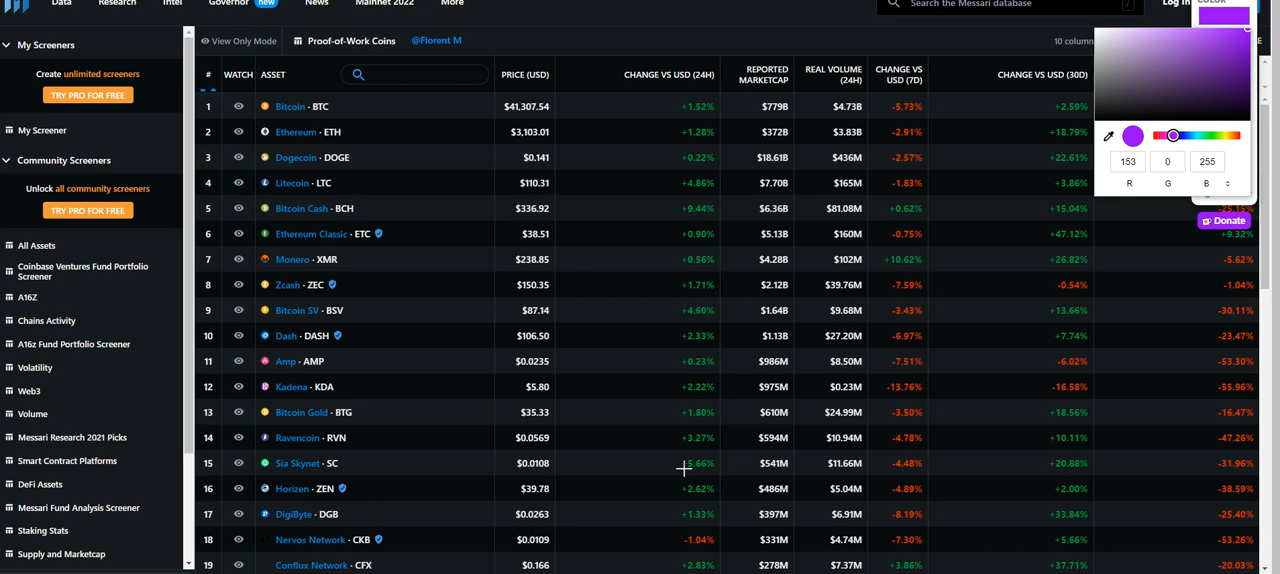 Data Research Intel Governor new News Mainnet 2022 More Search the Messari database / Log In COLOR
My Screeners
View Only Mode Proof-of-Work Coins @Florent M 10 column E
Create unlimited screeners
TRY PRO FOR FREE
My Screener
Community Screeners
Unlock all community screeners
TRY PRO FOR FREE
All Assets
Coinbase Ventures Fund Portfolio
Screener
A16Z
Chains Activity
A16z Fund Portfolio Screener
Volatility
Web3
Volume
Messari Research 2021 Picks
Smart Contract Platforms
DeFi Assets
Messari Fund Analysis Screener
Staking Stats
Supply and Marketcap
# WATCH ASSET PRICE (USD) CHANGE VS USD (24H) REPORTED MARKETCAP REAL VOLUME (24H) CHANGE VS USD (7D) CHANGE VS USD (30D)
1 Bitcoin · BTC $41,307.54 +1.52% $779B $4.73B -5.73% +2.59%
2 Ethereum · ETH $3,103.01 +1.28% $372B $3.83B -2.91% +18.79%
3 Dogecoin · DOGE $0.141 +0.22% $18.61B $436M -2.57% +22.61%
4 Litecoin · LTC $110.31 +4.86% $7.70B $165M -1.83% +3.86%
5 Bitcoin Cash · BCH $336.92 +9.44% $6.36B $81.08M +0.62% +15.04% -25.15%
6 Ethereum Classic · ETC $38.51 +0.90% $5.13B $160M -0.75% +47.12% +9.32%
7 Monero · XMR $238.85 +0.56% $4.28B $102M +10.62% +26.82% -5.62%
8 Zcash · ZEC $150.35 +1.71% $2.12B $39.76M -7.59% -0.54% -1.04%
9 Bitcoin SV · BSV $87.14 +4.60% $1.64B $9.68M -3.43% +13.66% -30.11%
10 Dash · DASH $106.50 +2.33% $1.13B $27.20M -6.97% +7.74% -23.47%
11 Amp · AMP $0.0235 +0.23% $986M $8.50M -7.51% -6.02% -53.30%
12 Kadena · KDA $5.80 +2.22% $975M $0.23M -13.76% -16.58% -55.96%
13 Bitcoin Gold · BTG $35.33 +1.80% $610M $24.99M -3.50% +18.56% -16.47%
14 Ravencoin · RVN $0.0569 +3.27% $594M $10.94M -4.78% +10.11% -47.26%
15 Sia Skynet · SC $0.0108 +5.66% $541M $11.66M -4.48% +20.88% -31.96%
16 Horizen · ZEN $39.78 +2.62% $486M $5.04M -4.89% +2.00% -38.59%
17 DigiByte · DGB $0.0263 +1.33% $397M $6.91M -8.19% +33.84% -25.40%
18 Nervos Network · CKB $0.0109 -1.04% $331M $4.74M -7.30% +5.66% -53.26%
19 Conflux Network · CFX $0.166 +2.83% $278M $7.37M +3.86% +37.71% -20.03%
153 0 255
R G B
Donate